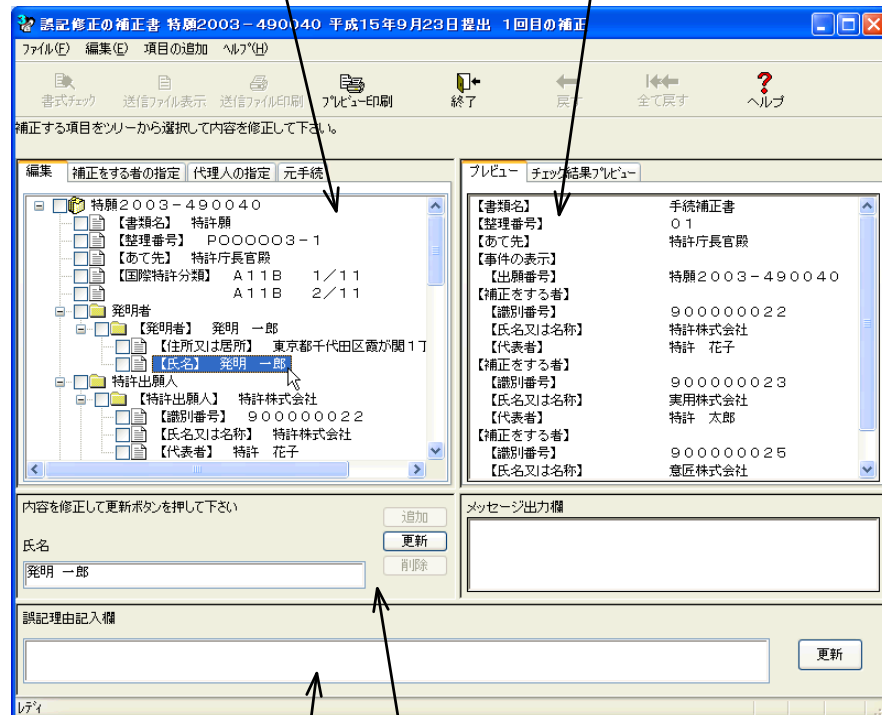 誤記修正の補正書 特願2003-490040 平成15年9月23日提出 1回目の補正
ファイル(F) 編集(E) 項目の追加 ヘルプ(H)
書式チェック 送信ファイル表示 送信ファイル印刷 プレビュー印刷 終了 戻す 全て戻す ヘルプ
補正する項目をツリーから選択して内容を修正して下さい。
編集 補正をする者の指定 代理人の指定 元手続
特願2003-490040
【書類名】 特許願
【整理番号】 POOOOO3-1
【あて先】 特許庁長官殿
【国際特許分類】 A11B 1/11
A11B 2/11
発明者
【発明者】 発明 一郎
【住所又は居所】 東京都千代田区霞が関1丁
【氏名】 発明 一郎
特許出願人
【特許出願人】 特許株式会社
【識別番号】 900000022
【氏名又は名称】 特許株式会社
【代表者】 特許 花子
プレビュー チェック結果プレビュー
【書類名】 手続補正書
【整理番号】 01
【あて先】 特許庁長官殿
【事件の表示】
【出願番号】 特願2003-490040
【補正をする者】
【識別番号】 900000022
【氏名又は名称】 特許株式会社
【代表者】 特許 花子
【補正をする者】
【識別番号】 900000023
【氏名又は名称】 実用株式会社
【代表者】 特許 太郎
【補正をする者】
【識別番号】 900000025
【氏名又は名称】 意匠株式会社
内容を修正して更新ボタンを押して下さい
追加
氏名
更新
発明 一郎
削除
メッセージ出力欄
誤記理由記入欄
更新
レディ